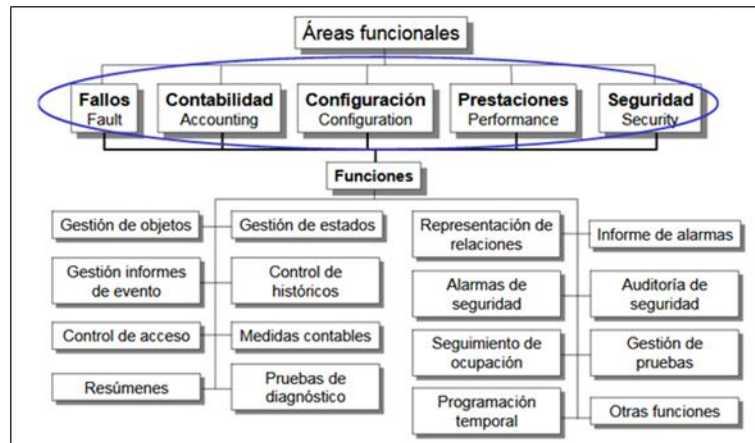 Áreas funcionales
Fallos
Fault
Contabilidad
Accounting
Configuración
Configuration
Prestaciones
Performance
Seguridad
Security
Funciones
Gestión de objetos
Gestión de estados
Gestión informes
de evento
Control de
históricos
Control de acceso
Medidas contables
Resúmenes
Pruebas de
diagnóstico
Representación de
relaciones
Informe de alarmas
Alarmas de
seguridad
Auditoría de
seguridad
Seguimiento de
ocupación
Gestión de
pruebas
Programación
temporal
Otras funciones